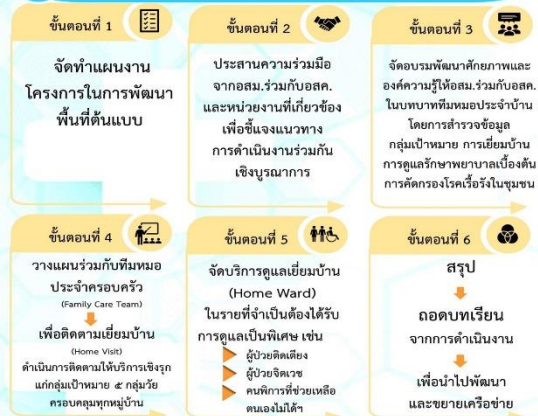 ขั้นตอนที่ 1
จัดทำแผนงาน
โครงการในการพัฒนา
พื้นที่ต้นแบบ
ขั้นตอนที่ 2
ประสานความร่วมมือ
จากอสม.ร่วมกับอสค.
และหน่วยงานที่เกี่ยวข้อง
เพื่อชี้แจงแนวทาง
การดำเนินงานร่วมกัน
เชิงบูรณาการ
ขั้นตอนที่ 3
จัดอบรมพัฒนาศักยภาพและ
องค์ความรู้ให้อสม.ร่วมกับอสค.
ในบทบาททีมหมอประจำบ้าน
โดยการสำรวจข้อมูล
กลุ่มเป้าหมาย การเยี่ยมบ้าน
การดูแลรักษาพยาบาลเบื้องต้น
การคัดกรองโรคเรื้อรังในชุมชน
ขั้นตอนที่ 4
วางแผนร่วมกับทีมหมอ
ประจำครอบครัว
(Family Care Team)
เพื่อติดตามเยี่ยมบ้าน
(Home Visit)
ดำเนินการติดตามให้บริการเชิงรุก
แก่กลุ่มเป้าหมาย ๕ กลุ่มวัย
ครอบคลุมทุกหมู่บ้าน
ขั้นตอนที่ 5
จัดบริการดูแลเยี่ยมบ้าน
(Home Ward)
ในรายที่จำเป็นต้องได้รับ
การดูแลเป็นพิเศษ เช่น
ผู้ป่วยติดเตียง
ผู้ป่วยจิตเวช
คนพิการที่ช่วยเหลือ
ตนเองไม่ได้ฯ
ขั้นตอนที่ 6
สรุป
ถอดบทเรียน
จากการดำเนินงาน
เพื่อนำไปพัฒนา
และขยายเครือข่าย